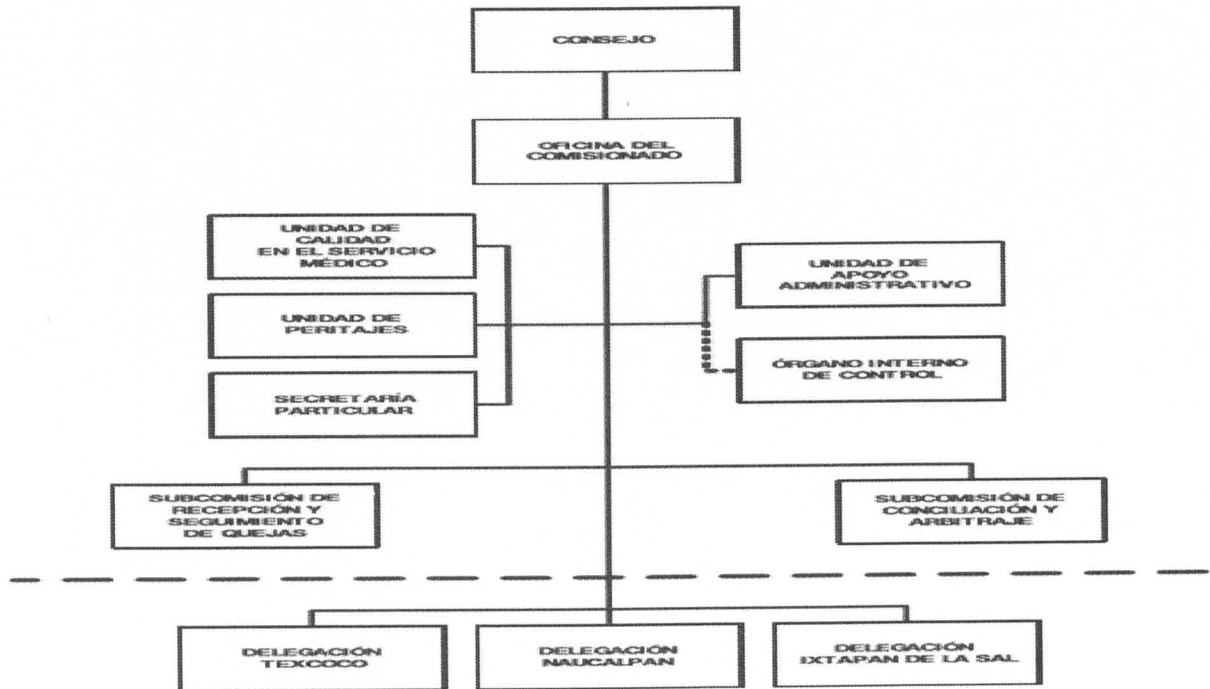 CONSEJO
OFICINA DEL
COMISIONADO
UNIDAD DE
CALIDAD
EN EL SERVICIO
MÉDICO
UNIDAD DE
APOYO
ADMINISTRATIVO
UNIDAD DE
PERITAJES
ÓRGANO INTERNO
DE CONTROL
SECRETARÍA
PARTICULAR
SUBCOMISIÓN DE
RECEPCIÓN Y
SEGUIMIENTO
DE QUEJAS
SUBCOMISIÓN DE
CONCILIACIÓN Y
ARBITRAJE
DELEGACIÓN
TEXCOCO
DELEGACIÓN
NAUCALPAN
DELEGACIÓN
IXTAPAN DE LA SAL